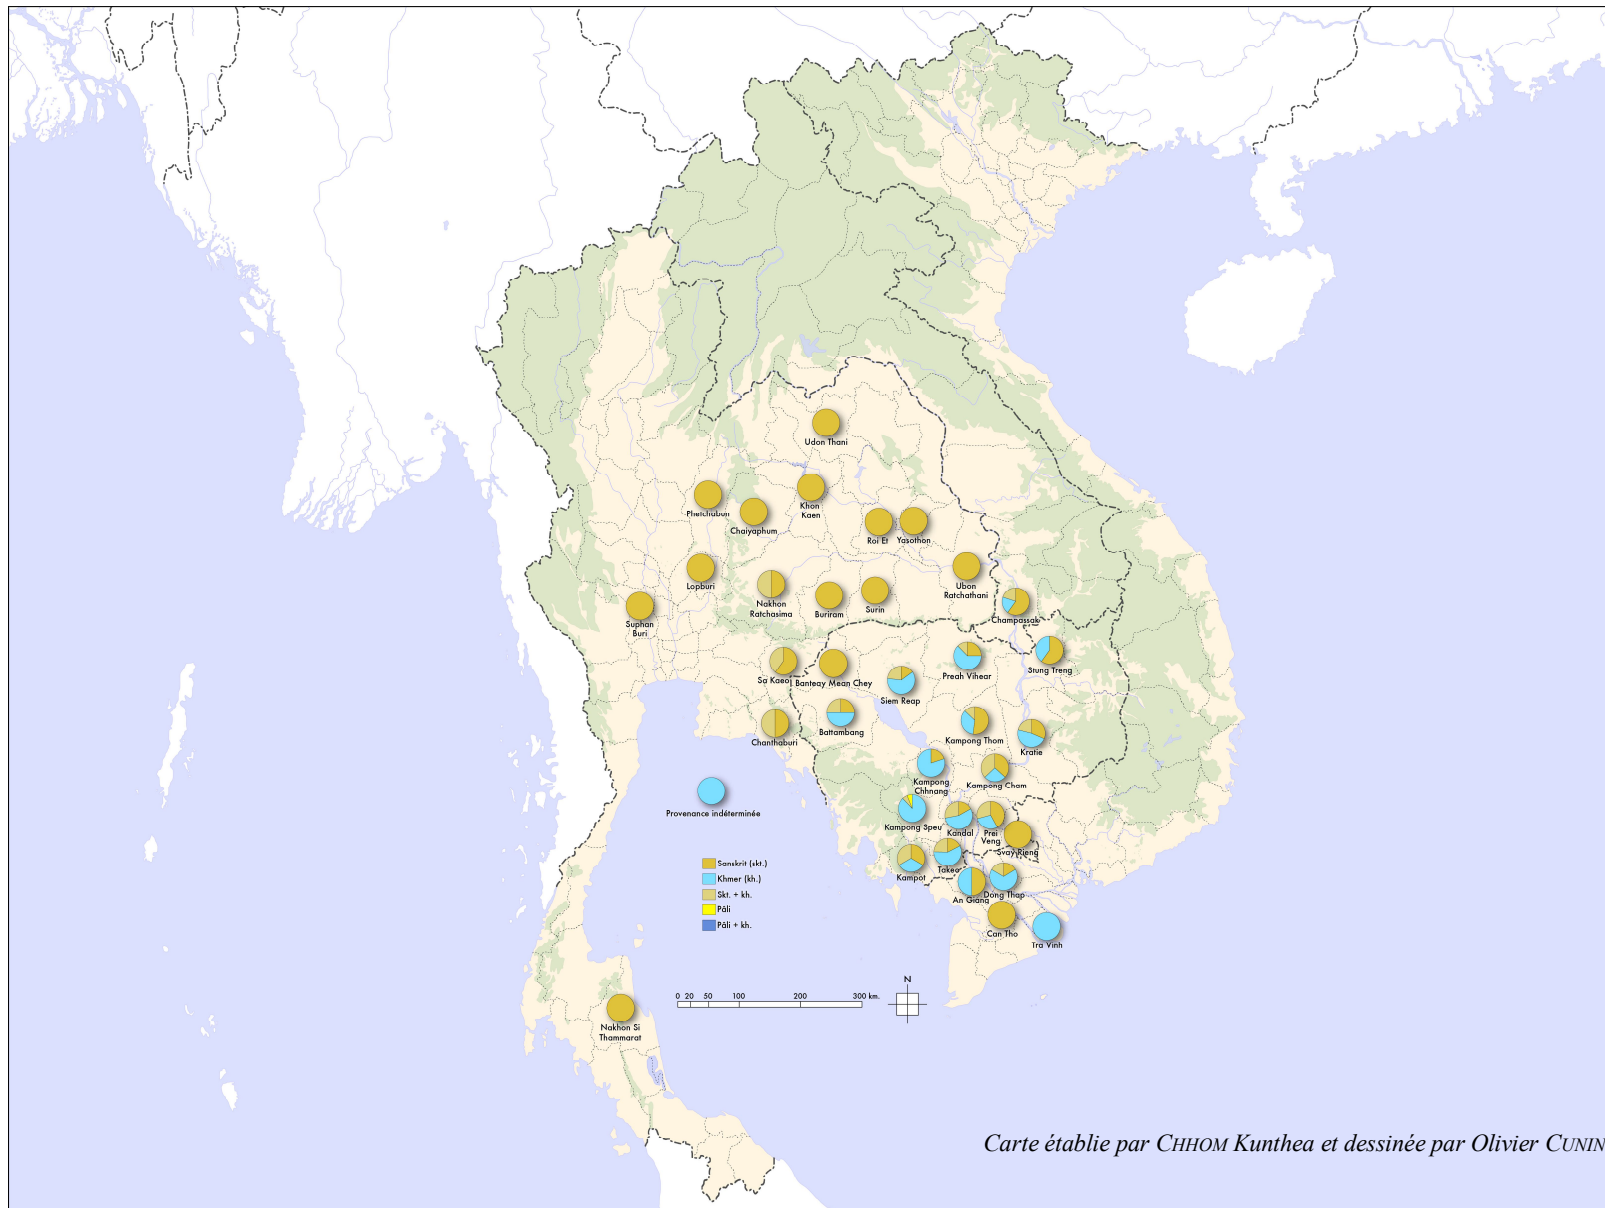 Udon Thani
Khon
Kaen
Phetchabun
Chaiyaphum
Roi Et
Yasothon
Lopburi
Nakhon
Ratchasima
Buriram
Surin
Ubon
Ratchathani
Champassak
Suphan
Buri
Sa Kaeo
Banteay Mean Chey
Siem Reap
Preah Vihear
Stung Treng
Chanthaburi
Battambang
Kampong Thom
Kratie
Kampong
Chhnang
Kampong Cham
Provenance indéterminée
Kampong Speu
Kandal
Prei
Veng
Svay Rieng
Kampot
Takeo
An Giang
Dong Thap
Can Tho
Tra Vinh
Sanskrit (skt.)
Khmer (kh.)
Skt. + kh.
Pāli
Pāli + kh.
0 20 50 100 200 300 km.
N
Nakhon Si
Thammarat
Carte établie par CHHOM Kunthea et dessinée par Olivier CUNIN